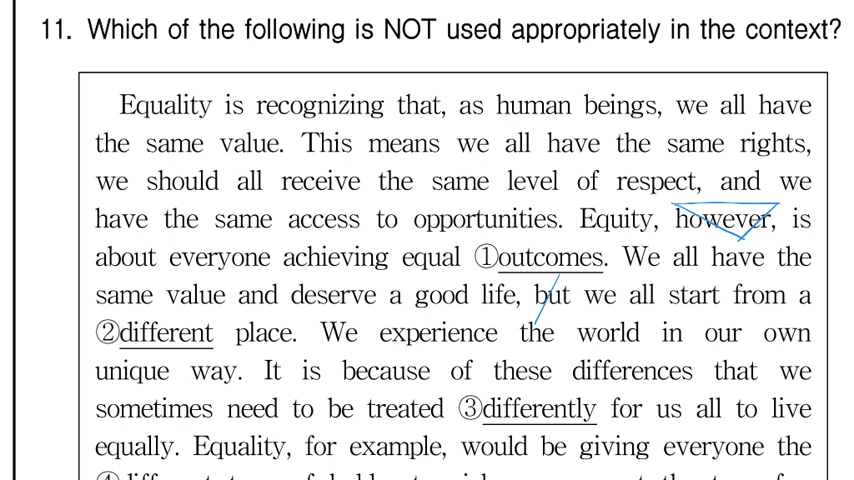 11. Which of the following is NOT used appropriately in the context?
Equality is recognizing that, as human beings, we all have
the same value. This means we all have the same rights,
we should all receive the same level of respect, and we
have the same access to opportunities. Equity, however, is
about everyone achieving equal ①outcomes. We all have the
same value and deserve a good life, but we all start from a
②different place. We experience the world in our own
unique way. It is because of these differences that we
sometimes need to be treated ③differently for us all to live
equally. Equality, for example, would be giving everyone the